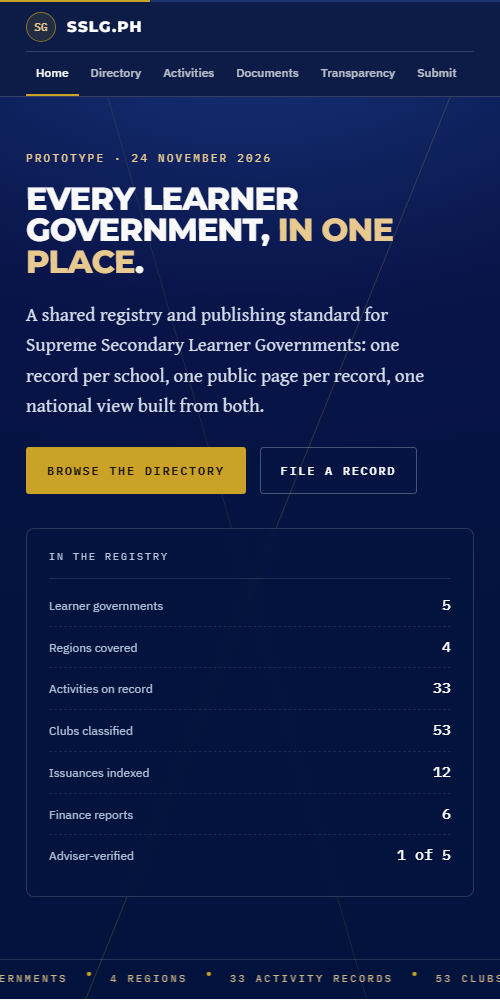 SG SSLG.PH
Home Directory Activities Documents Transparency Submit
PROTOTYPE · 24 NOVEMBER 2026
EVERY LEARNER
GOVERNMENT, IN ONE
PLACE.
A shared registry and publishing standard for
Supreme Secondary Learner Governments: one
record per school, one public page per record, one
national view built from both.
BROWSE THE DIRECTORY FILE A RECORD
IN THE REGISTRY
Learner governments 5
Regions covered 4
Activities on record 33
Clubs classified 53
Issuances indexed 12
Finance reports 6
Adviser-verified 1 of 5
ERNMENTS • 4 REGIONS • 33 ACTIVITY RECORDS • 53 CLUBS